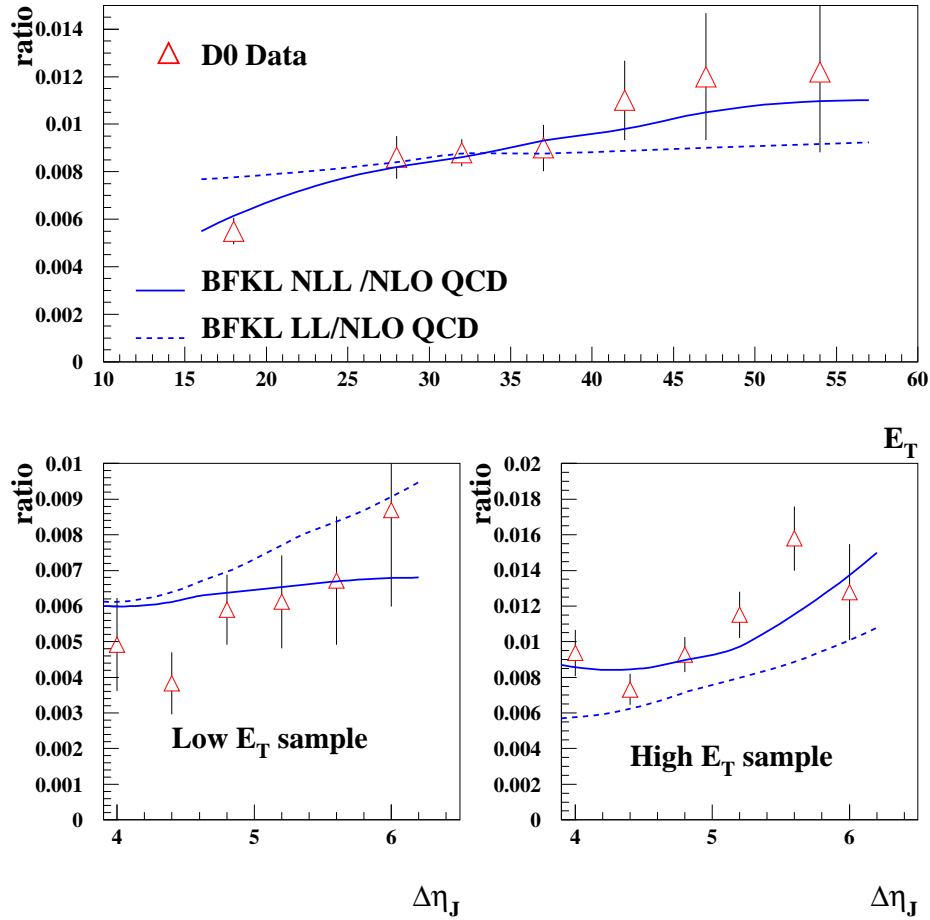 ratio
0.014
0.012
0.01
0.008
0.006
0.004
0.002
0
D0 Data
BFKL NLL /NLO QCD
BFKL LL/NLO QCD
10 15 20 25 30 35 40 45 50 55 60
E_T
ratio
0.01
0.009
0.008
0.007
0.006
0.005
0.004
0.003
0.002
0.001
0
Low E_T sample
4 5 6
Δη_J
ratio
0.02
0.018
0.016
0.014
0.012
0.01
0.008
0.006
0.004
0.002
0
High E_T sample
4 5 6
Δη_J